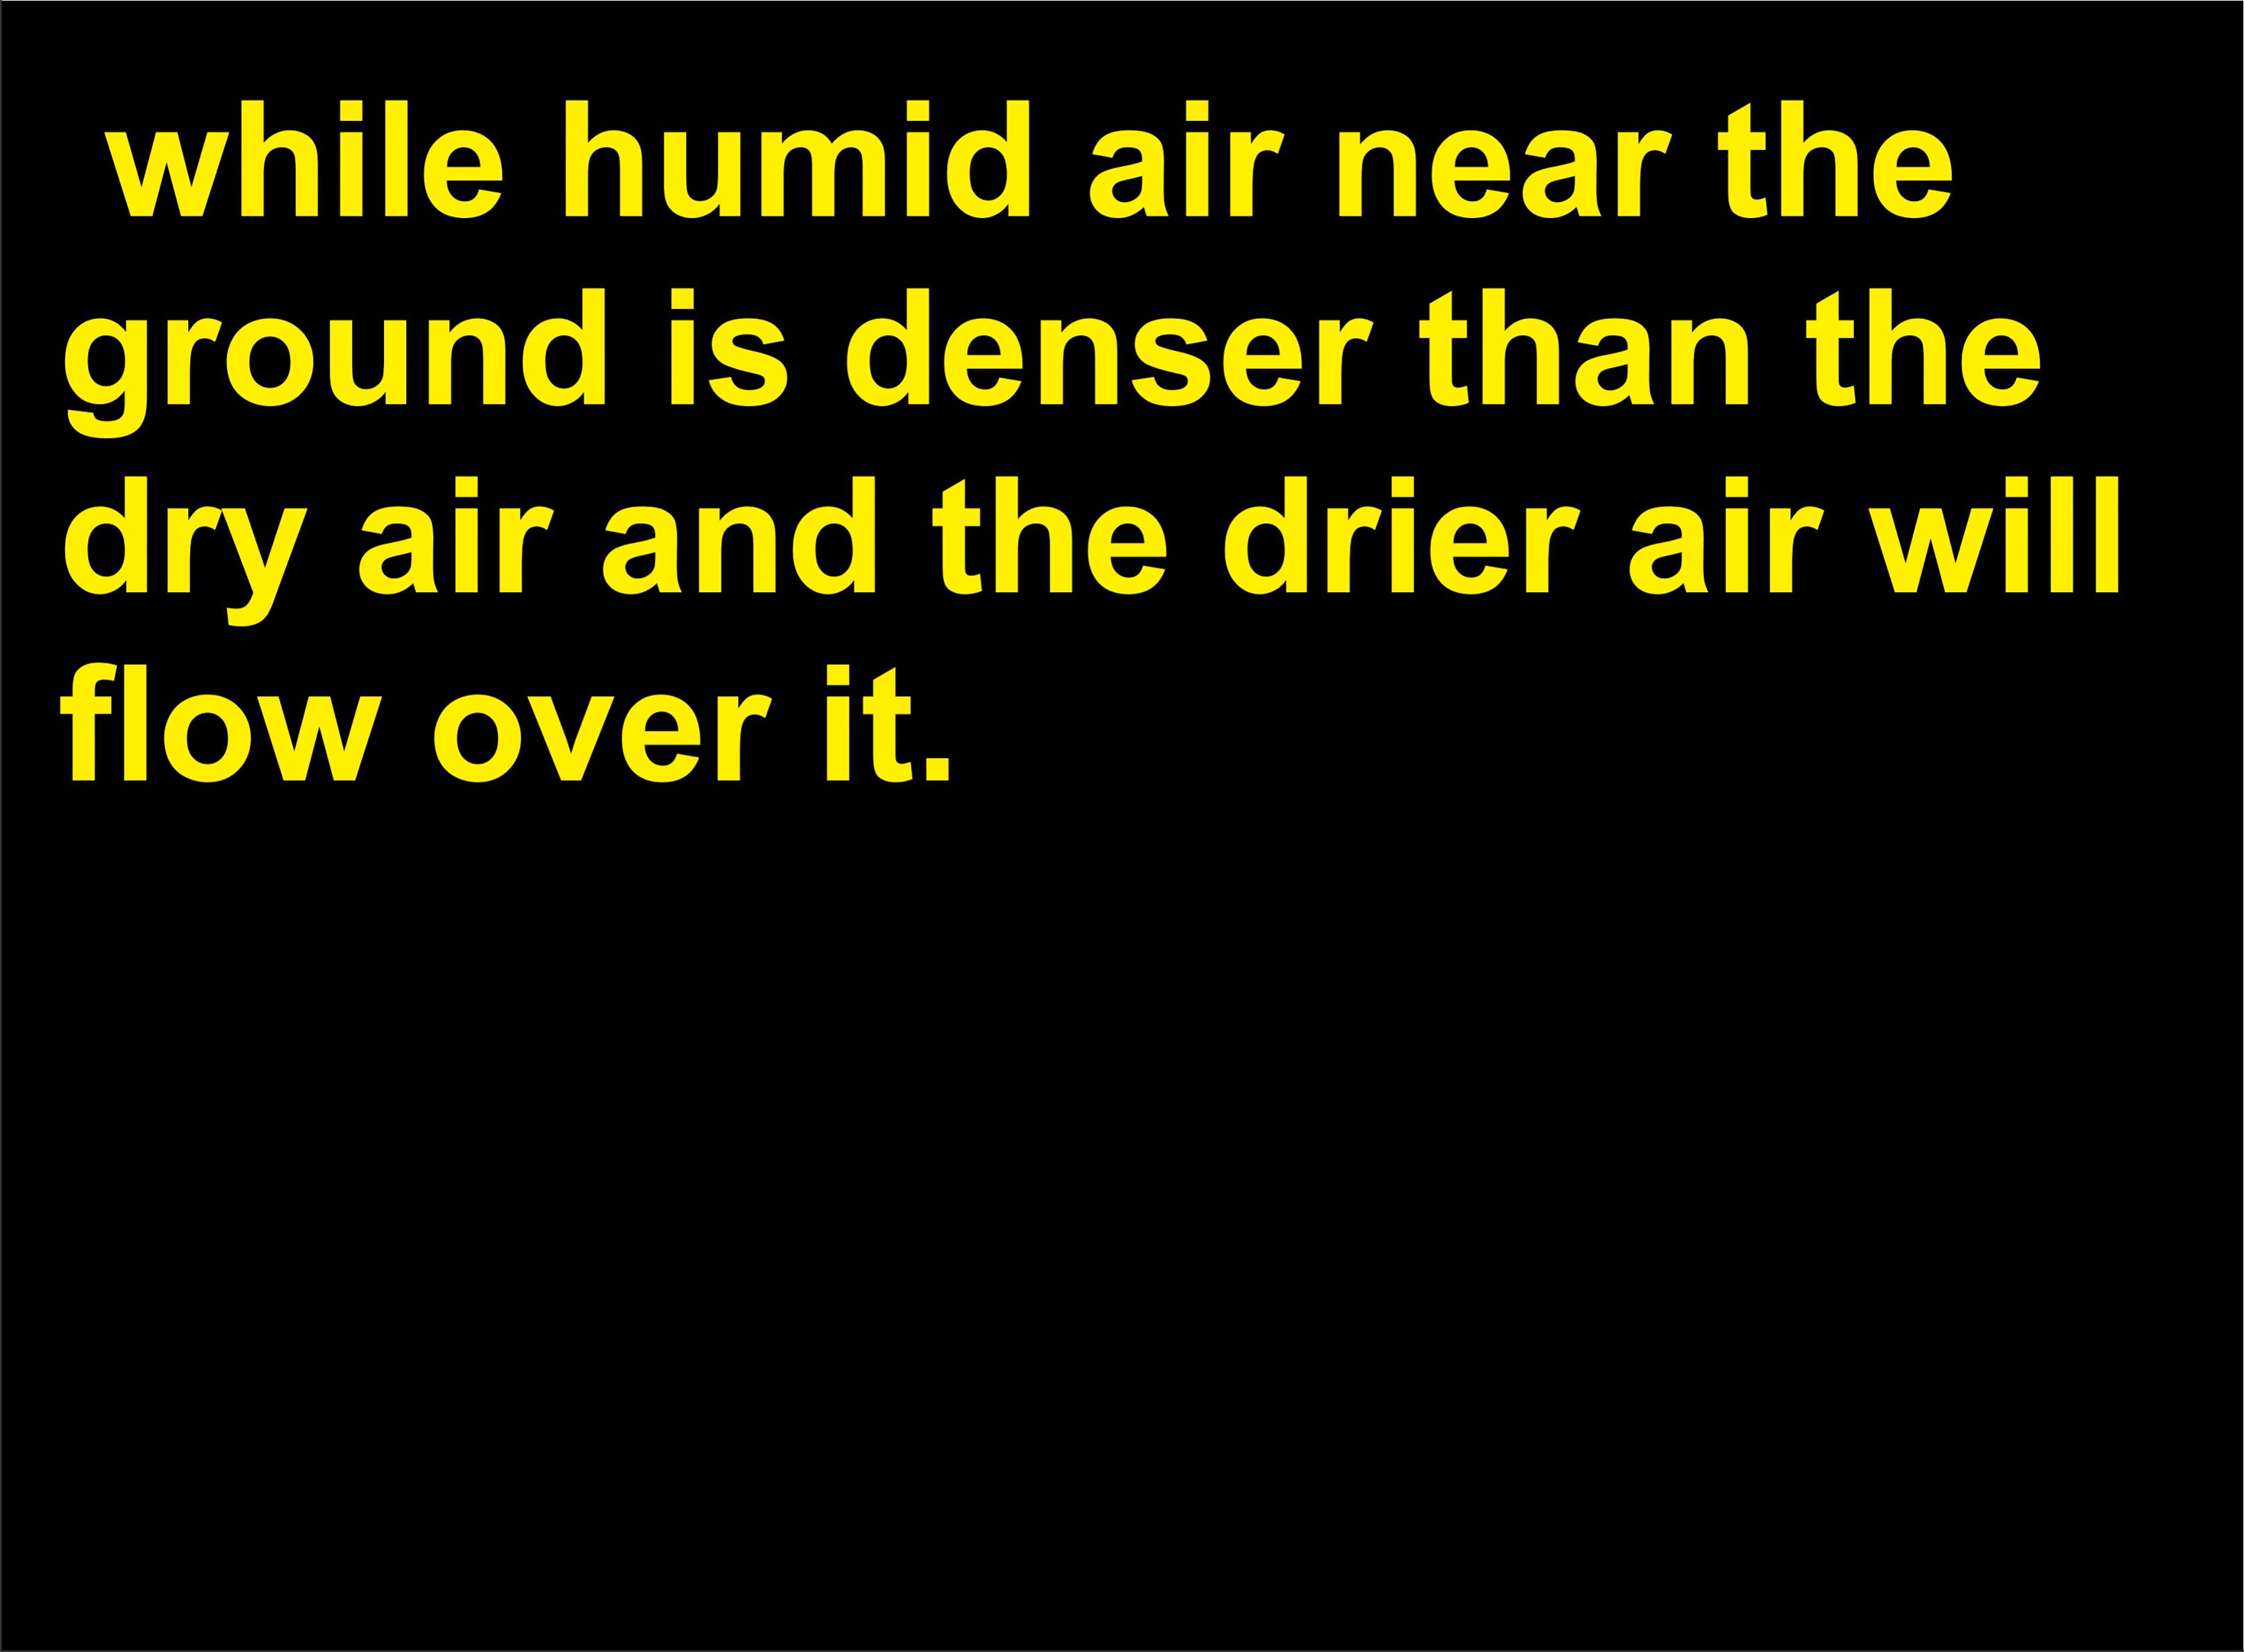 while humid air near the
ground is denser than the
dry air and the drier air will
flow over it.